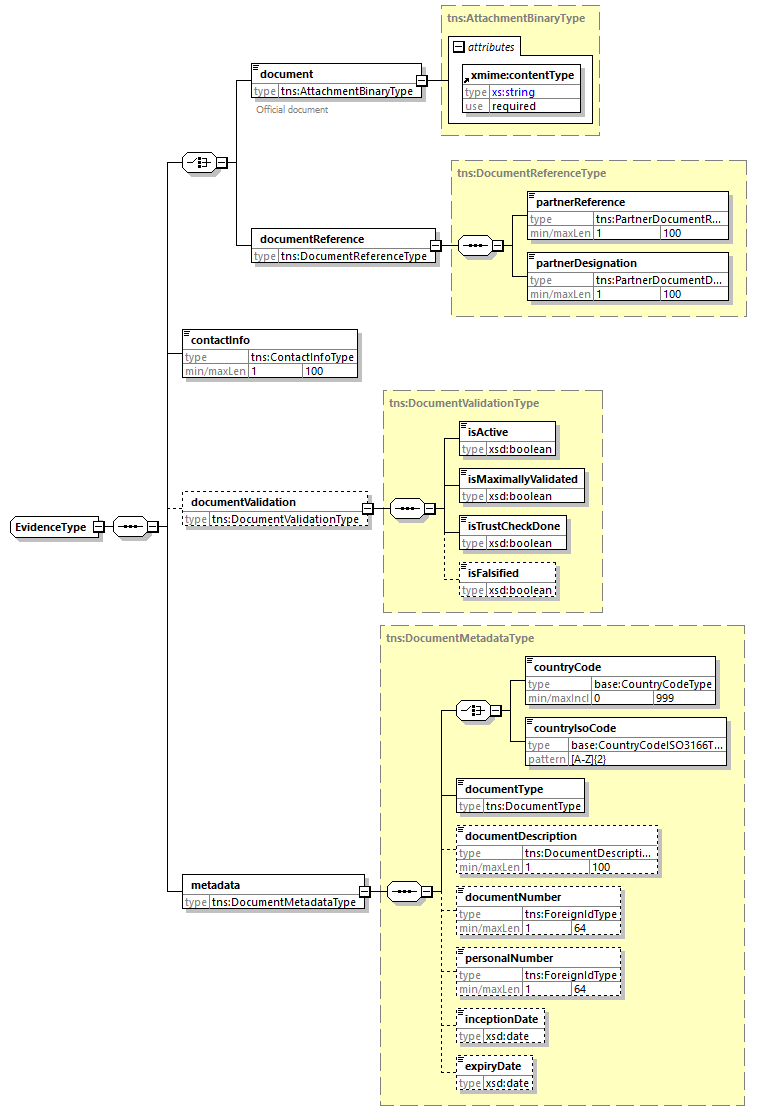 tns:AttachmentBinaryType
attributes
xmime:contentType
type xs:string
use required
document
type tns:AttachmentBinaryType
Official document
tns:DocumentReferenceType
partnerReference
type tns:PartnerDocumentR...
min/maxLen 1 100
partnerDesignation
type tns:PartnerDocumentD...
min/maxLen 1 100
documentReference
type tns:DocumentReferenceType
contactInfo
type tns:ContactInfoType
min/maxLen 1 100
tns:DocumentValidationType
isActive
type xsd:boolean
isMaximallyValidated
type xsd:boolean
isTrustCheckDone
type xsd:boolean
isFalsified
type xsd:boolean
documentValidation
type tns:DocumentValidationType
EvidenceType
tns:DocumentMetadataType
countryCode
type base:CountryCodeType
min/maxIncl 0 999
countryIsoCode
type base:CountryCodeISO3166T...
pattern [A-Z]{2}
documentType
type tns:DocumentType
documentDescription
type tns:DocumentDescripti...
min/maxLen 1 100
metadata
type tns:DocumentMetadataType
documentNumber
type tns:ForeignIdType
min/maxLen 1 64
personalNumber
type tns:ForeignIdType
min/maxLen 1 64
inceptionDate
type xsd:date
expiryDate
type xsd:date